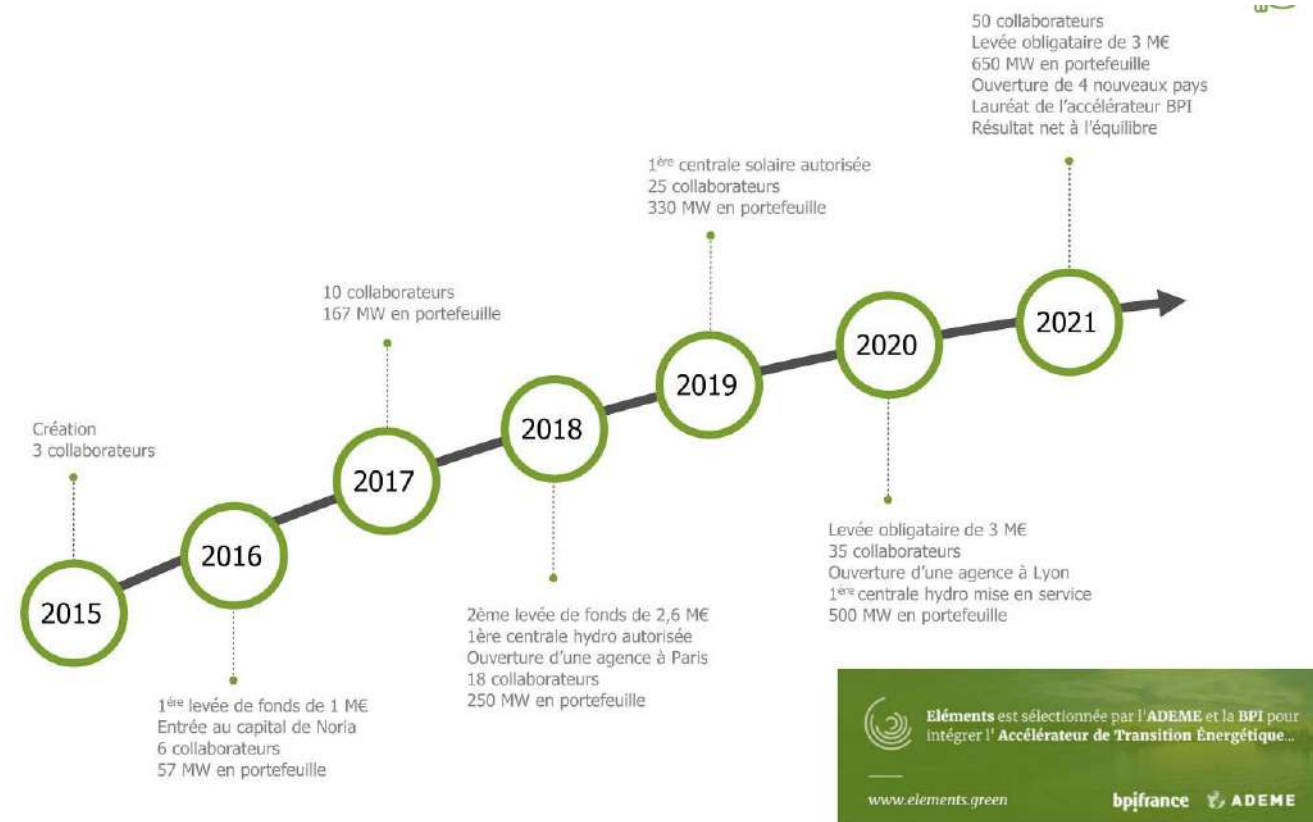 50 collaborateurs
Levée obligataire de 3 M€
650 MW en portefeuille
Ouverture de 4 nouveaux pays
Lauréat de l'accélérateur BPI
Résultat net à l'équilibre
1ère centrale solaire autorisée
25 collaborateurs
330 MW en portefeuille
10 collaborateurs
167 MW en portefeuille
Création
3 collaborateurs
2015
2016
2017
2018
2019
2020
2021
1ère levée de fonds de 1 M€
Entrée au capital de Noria
6 collaborateurs
57 MW en portefeuille
2ème levée de fonds de 2,6 M€
1ère centrale hydro autorisée
Ouverture d'une agence à Paris
18 collaborateurs
250 MW en portefeuille
Levée obligataire de 3 M€
35 collaborateurs
Ouverture d'une agence à Lyon
1ère centrale hydro mise en service
500 MW en portefeuille
Eléments est sélectionnée par l'ADEME et la BPI pour
intégrer l' Accélérateur de Transition Énergétique...
www.elements.green
bpifrance ADEME